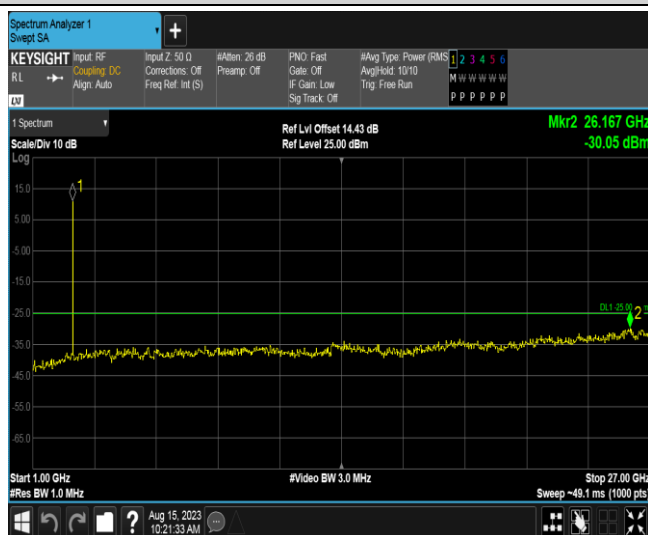 Spectrum Analyzer 1
Swept SA
+
KEYSIGHT
RL
Input: RF
Coupling: DC
Align: Auto
Input Z: 50 Ω
Corrections: Off
Freq Ref: Int (S)
#Atten: 26 dB
Preamp: Off
PNO: Fast
Gate: Off
IF Gain: Low
Sig Track: Off
#Avg Type: Power (RMS
Avg|Hold: 10/10
Trig: Free Run
1 2 3 4 5 6
M W W W W W
P P P P P P
1 Spectrum
Scale/Div 10 dB
Log
Ref Lvl Offset 14.43 dB
Ref Level 25.00 dBm
Mkr2 26.167 GHz
-30.05 dBm
1
15.0
5.00
-5.00
-15.0
DL1 -25.00
2
-25.0
-35.0
-45.0
-55.0
-65.0
Start 1.00 GHz
#Res BW 1.0 MHz
#Video BW 3.0 MHz
Stop 27.00 GHz
Sweep ~49.1 ms (1000 pts)
?
Aug 15, 2023
10:21:33 AM